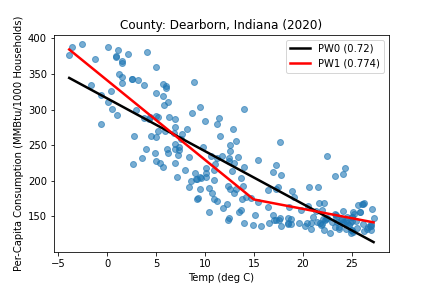 County: Dearborn, Indiana (2020)
PW0 (0.72)
PW1 (0.774)
Per-Capita Consumption (MMBtu/1000 Households)
400
350
300
250
200
150
-5
0
5
10
15
20
25
Temp (deg C)